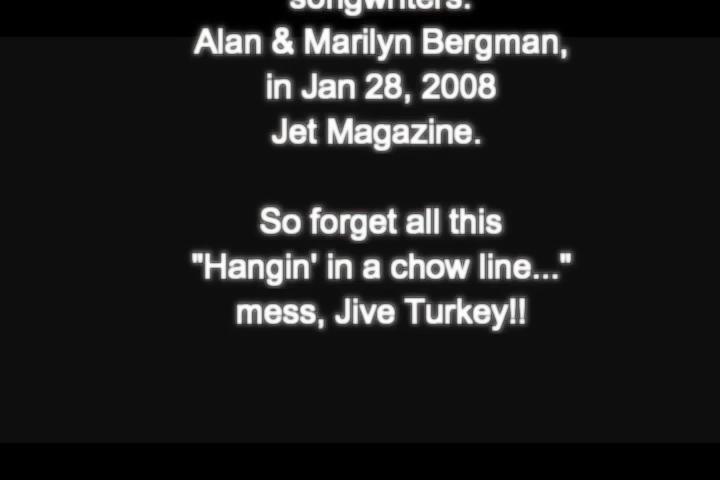 songwriters.
Alan & Marilyn Bergman,
in Jan 28, 2008
Jet Magazine.
So forget all this
"Hangin' in a chow line..."
mess, Jive Turkey!!